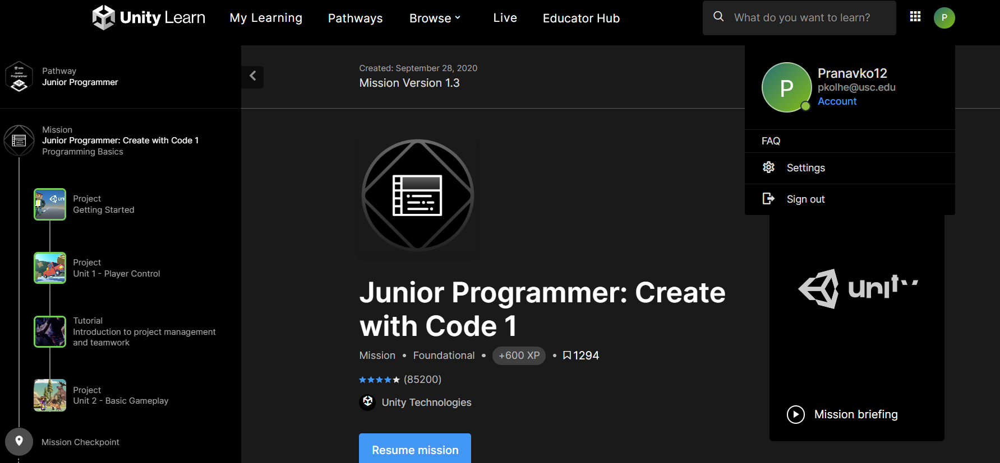 Unity Learn
My Learning
Pathways
Browse
Live
Educator Hub
What do you want to learn?
P
Pathway
Junior Programmer
Mission
Junior Programmer: Create with Code 1
Programming Basics
Project
Getting Started
Project
Unit 1 - Player Control
Tutorial
Introduction to project management
and teamwork
Project
Unit 2 - Basic Gameplay
Mission Checkpoint
Created: September 28, 2020
Mission Version 1.3
Junior Programmer: Create
with Code 1
Mission • Foundational • +600 XP • 1294
(85200)
Unity Technologies
Resume mission
P
Pranavko12
pkolhe@usc.edu
Account
FAQ
Settings
Sign out
unity
Mission briefing